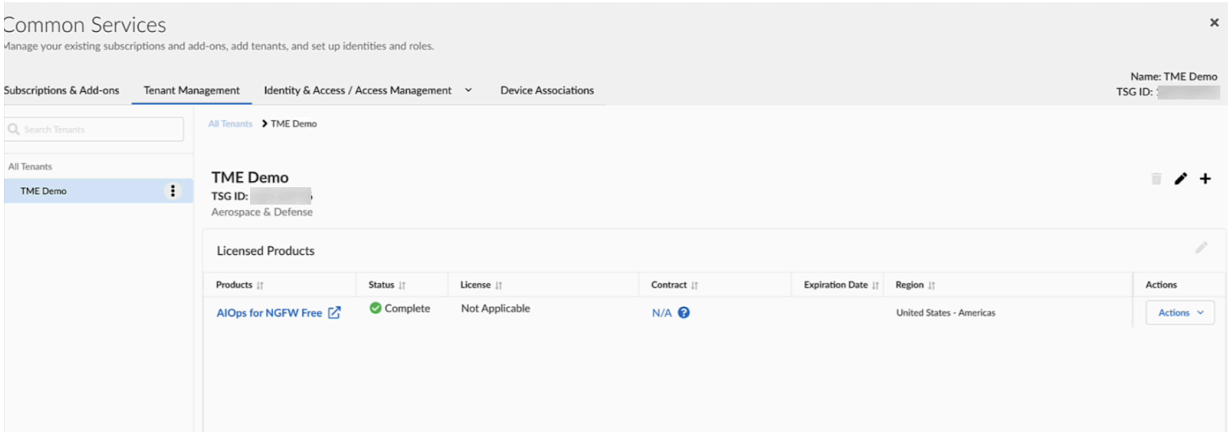 Common Services
Manage your existing subscriptions and add-ons, add tenants, and set up identities and roles.
Name: TME Demo
TSG ID:
Subscriptions & Add-ons Tenant Management Identity & Access / Access Management Device Associations
Search Tenants
All Tenants TME Demo
All Tenants
TME Demo
TME Demo
TSG ID:
Aerospace & Defense
Licensed Products
Products Status License Contract Expiration Date Region Actions
AIOps for NGFW Free Complete Not Applicable N/A United States - Americas Actions